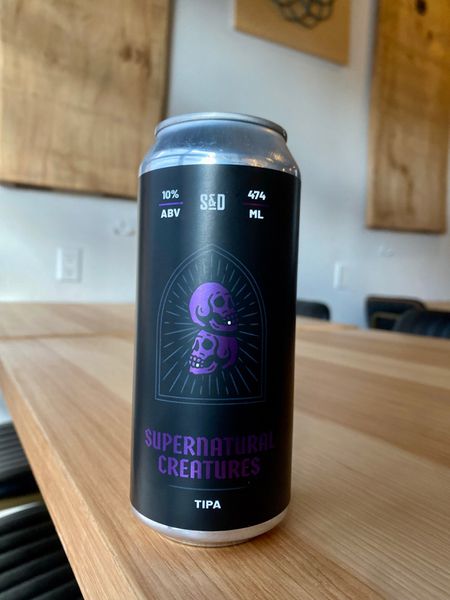 10%
ABV
S&D
474
ML
SUPERNATURAL
CREATURES
TIPA